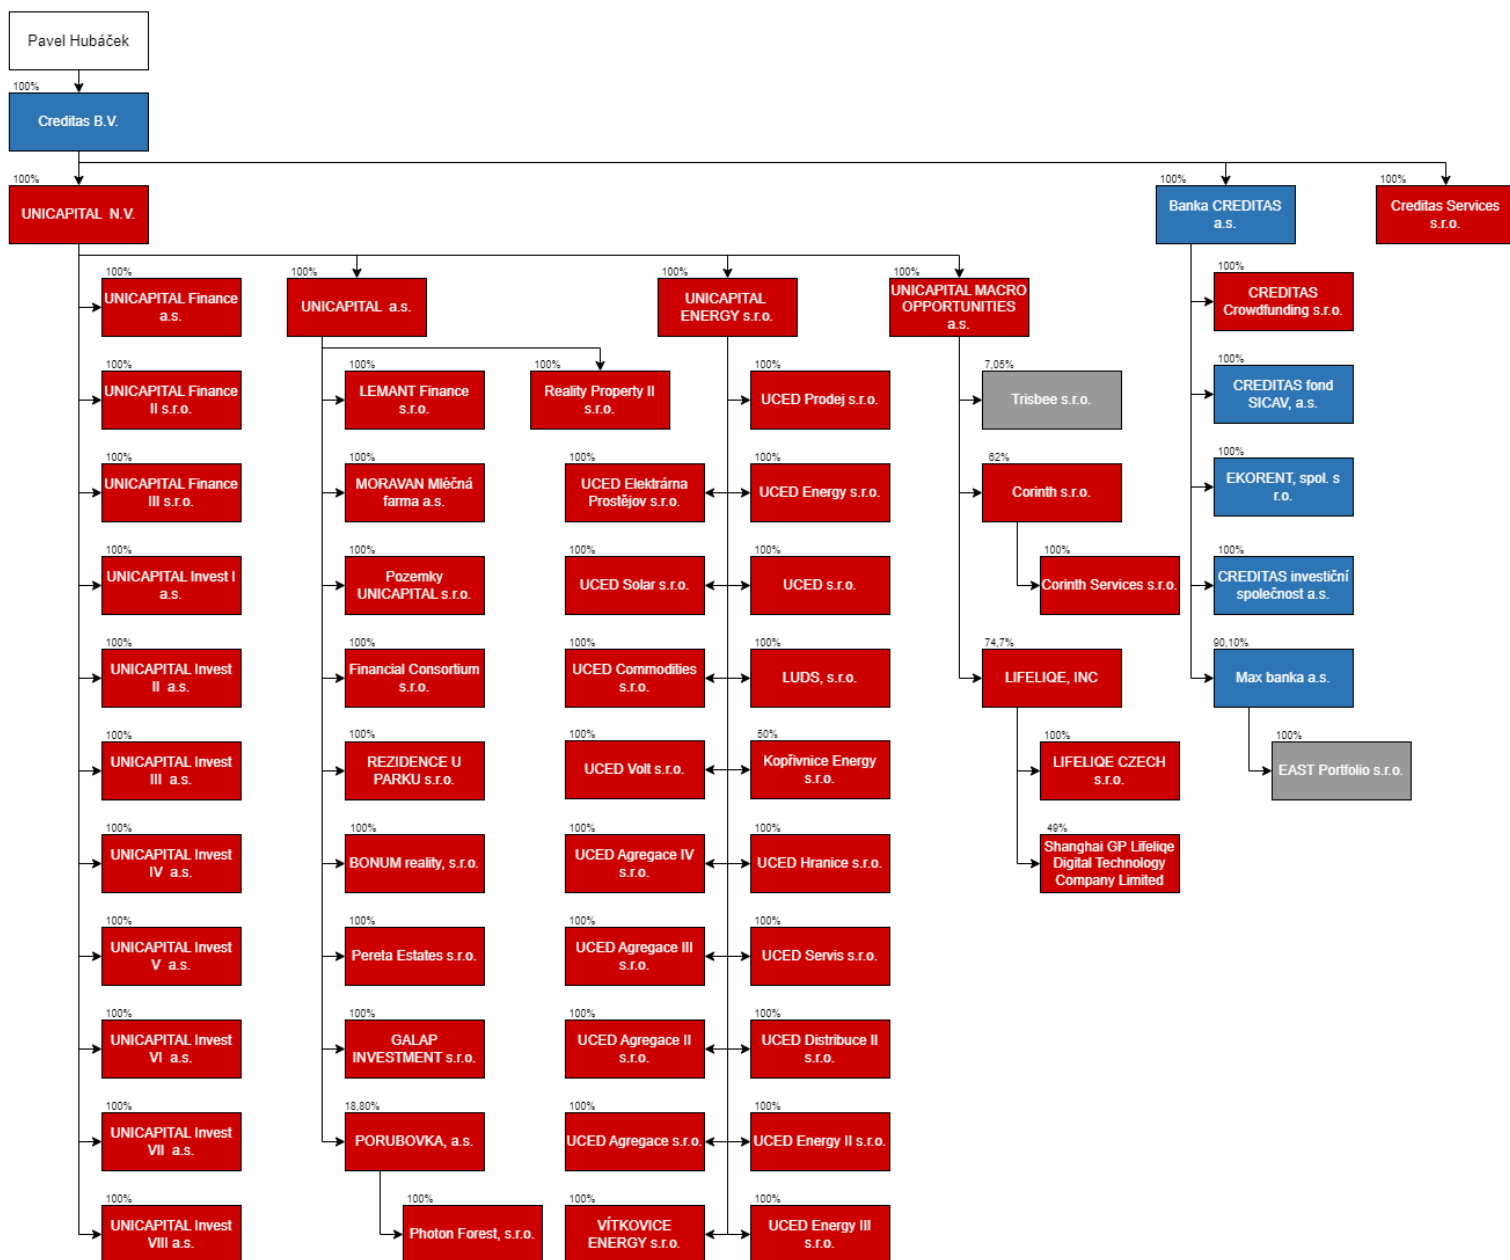 Pavel Hubáček
100%
Creditas B.V.
100%
UNICAPITAL N.V.
100%
Banka CREDITAS
a.s.
100%
Creditas Services
s.r.o.
100%
UNICAPITAL Finance
a.s.
100%
UNICAPITAL a.s.
100%
UNICAPITAL
ENERGY s.r.o.
100%
UNICAPITAL MACRO
OPPORTUNITIES
a.s.
100%
CREDITAS
Crowdfunding s.r.o.
100%
UNICAPITAL Finance
II s.r.o.
100%
LEMANT Finance
s.r.o.
100%
Reality Property II
s.r.o.
100%
UCED Prodej s.r.o.
7,05%
Trisbee s.r.o.
100%
CREDITAS fond
SICAV, a.s.
100%
UNICAPITAL Finance
III s.r.o.
100%
MORAVAN Mléčná
farma a.s.
100%
UCED Elektrárna
Prostějov s.r.o.
100%
UCED Energy s.r.o.
62%
Corinth s.r.o.
100%
EKORENT, spol. s
r.o.
100%
UNICAPITAL Invest I
a.s.
100%
Pozemky
UNICAPITAL s.r.o.
100%
UCED Solar s.r.o.
100%
UCED s.r.o.
100%
Corinth Services s.r.o.
100%
CREDITAS investiční
společnost a.s.
100%
UNICAPITAL Invest
II a.s.
100%
Financial Consortium
s.r.o.
100%
UCED Commodities
s.r.o.
100%
LUDS, s.r.o.
74,7%
LIFELIQE, INC
90,10%
Max banka a.s.
100%
UNICAPITAL Invest
III a.s.
100%
REZIDENCE U
PARKU s.r.o.
100%
UCED Volt s.r.o.
50%
Kopřivnice Energy
s.r.o.
100%
LIFELIQE CZECH
s.r.o.
100%
EAST Portfolio s.r.o.
100%
UNICAPITAL Invest
IV a.s.
100%
BONUM reality, s.r.o.
100%
UCED Agregace IV
s.r.o.
100%
UCED Hranice s.r.o.
49%
Shanghai GP Lifeliqe
Digital Technology
Company Limited
100%
UNICAPITAL Invest
V a.s.
100%
Pereta Estates s.r.o.
100%
UCED Agregace III
s.r.o.
100%
UCED Servis s.r.o.
100%
UNICAPITAL Invest
VI a.s.
100%
GALAP
INVESTMENT s.r.o.
100%
UCED Agregace II
s.r.o.
100%
UCED Distribuce II
s.r.o.
100%
UNICAPITAL Invest
VII a.s.
18,80%
PORUBOVKA, a.s.
100%
UCED Agregace s.r.o.
100%
UCED Energy II s.r.o.
100%
UNICAPITAL Invest
VIII a.s.
100%
Photon Forest, s.r.o.
100%
VÍTKOVICE
ENERGY s.r.o.
100%
UCED Energy III
s.r.o.